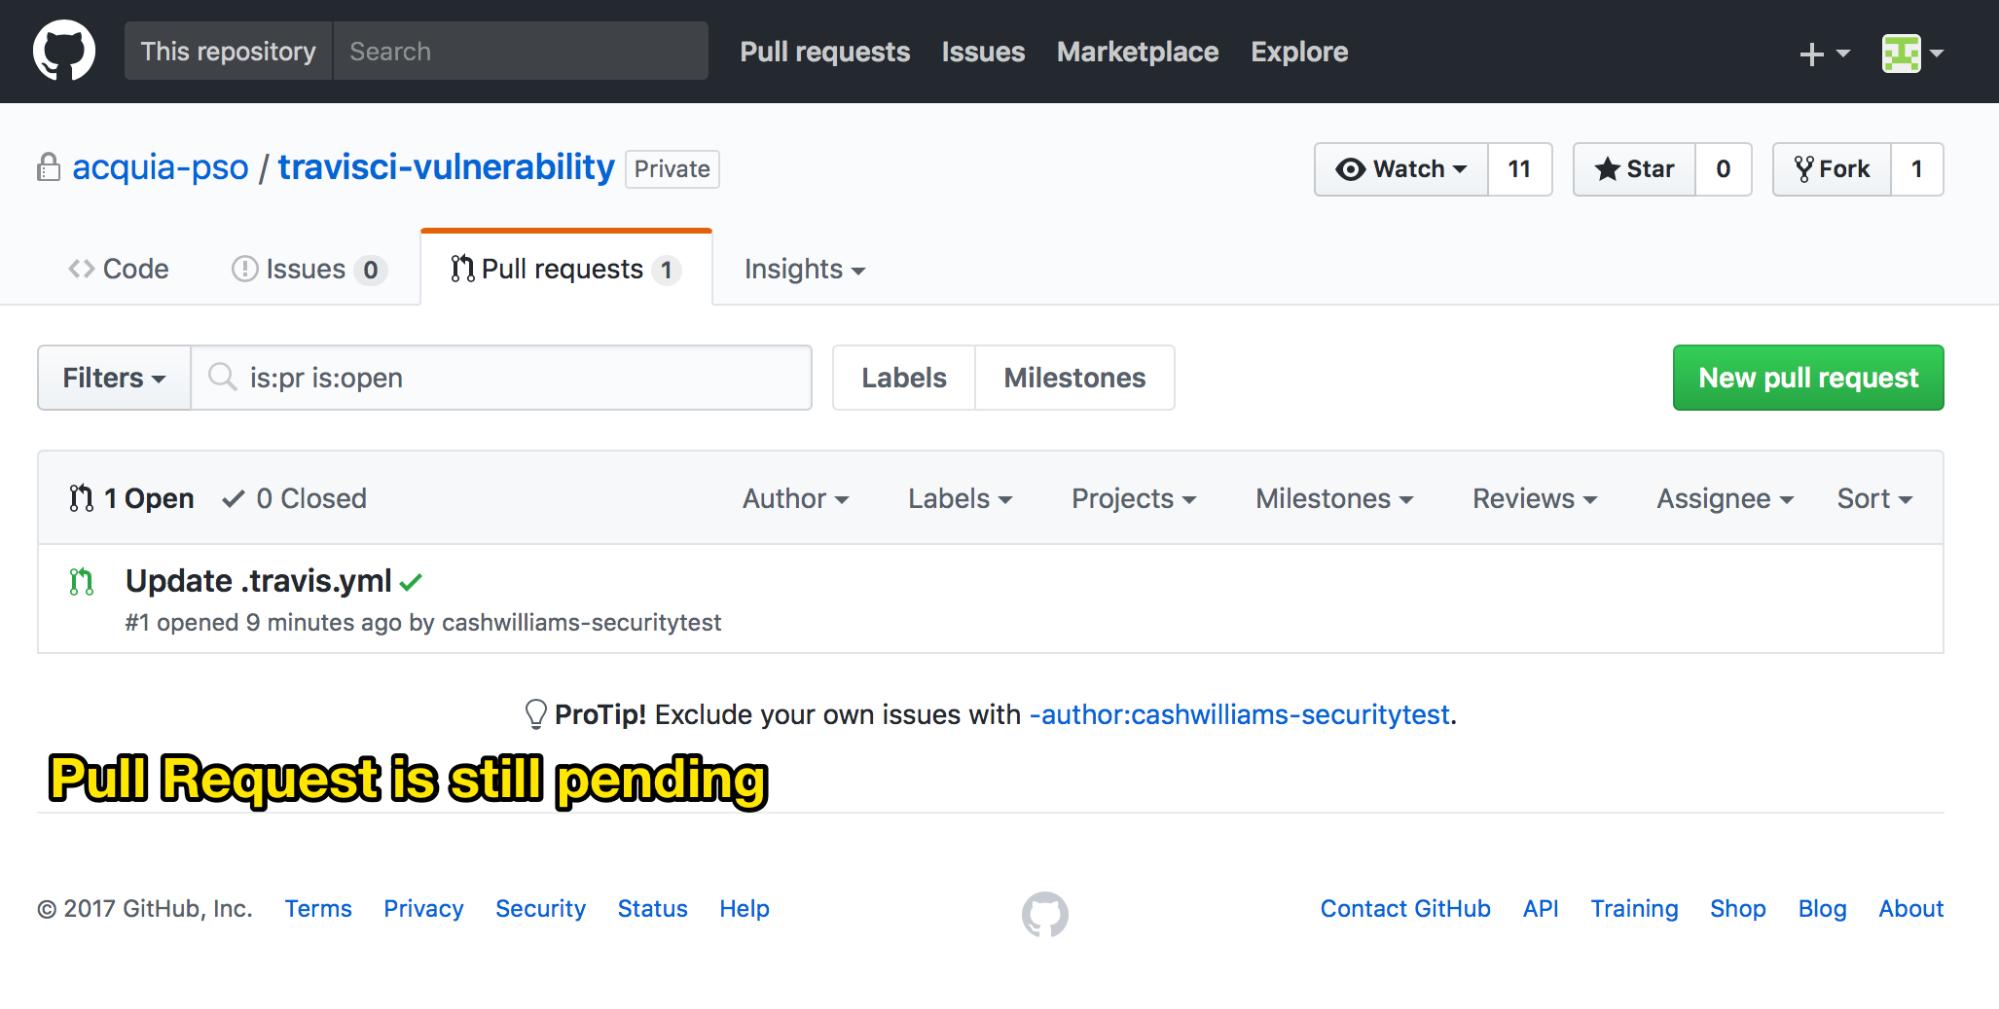 This repository Search Pull requests Issues Marketplace Explore
acquia-pso / travisci-vulnerability Private Watch 11 Star 0 Fork 1
Code Issues 0 Pull requests 1 Insights
Filters is:pr is:open Labels Milestones New pull request
1 Open 0 Closed Author Labels Projects Milestones Reviews Assignee Sort
Update .travis.yml
#1 opened 9 minutes ago by cashwilliams-securitytest
ProTip! Exclude your own issues with -author:cashwilliams-securitytest.
Pull Request is still pending
© 2017 GitHub, Inc. Terms Privacy Security Status Help Contact GitHub API Training Shop Blog About